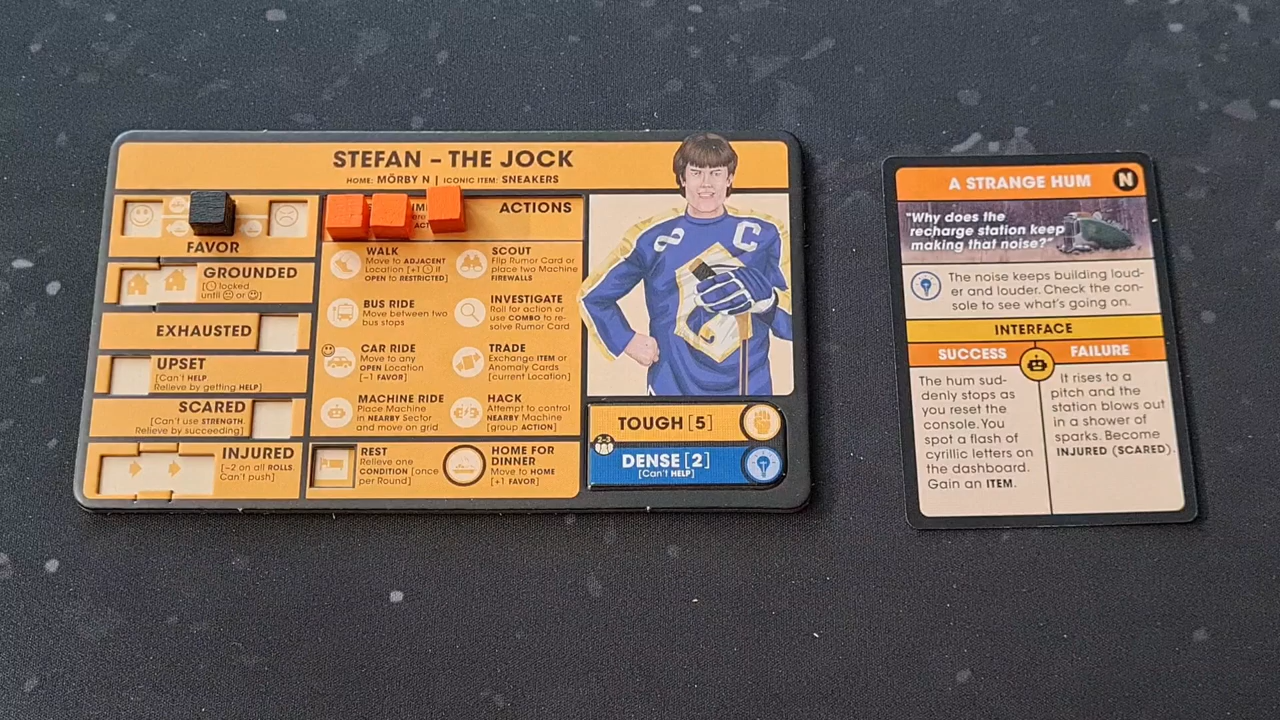 STEFAN – THE JOCK
HOME: MÖRBY N | ICONIC ITEM: SNEAKERS
FAVOR
GROUNDED
locked
until
EXHAUSTED
UPSET
[Can't HELP
Relieve by getting HELP]
SCARED
[Can't use STRENGTH.
Relieve by succeeding]
INJURED
[–2 on all ROLLS.
Can't push]
ACTIONS
WALK
Move to ADJACENT
Location [+1 if
OPEN to RESTRICTED]
BUS RIDE
Move between two
bus stops
CAR RIDE
Move to any
OPEN Location
[–1 FAVOR]
MACHINE RIDE
Place Machine
in NEARBY Sector
and move on grid
SCOUT
Flip Rumor Card or
place two Machine
FIREWALLS
INVESTIGATE
Roll for action or
use COMBO to re-
solve Rumor Card
TRADE
Exchange ITEM or
Anomaly Cards
[current Location]
HACK
Attempt to control
NEARBY Machine
[group ACTION]
REST
Relieve one
CONDITION [once
per Round]
HOME FOR
DINNER
Move to HOME
[+1 FAVOR]
C
TOUGH [5]
2-3
DENSE [2]
[Can't HELP]
A STRANGE HUM
N
"Why does the
recharge station keep
making that noise?"
The noise keeps building loud-
er and louder. Check the con-
sole to see what's going on.
INTERFACE
SUCCESS
The hum sud-
denly stops as
you reset the
console. You
spot a flash of
cyrillic letters on
the dashboard.
Gain an ITEM.
FAILURE
It rises to a
pitch and the
station blows out
in a shower of
sparks. Become
INJURED (SCARED).